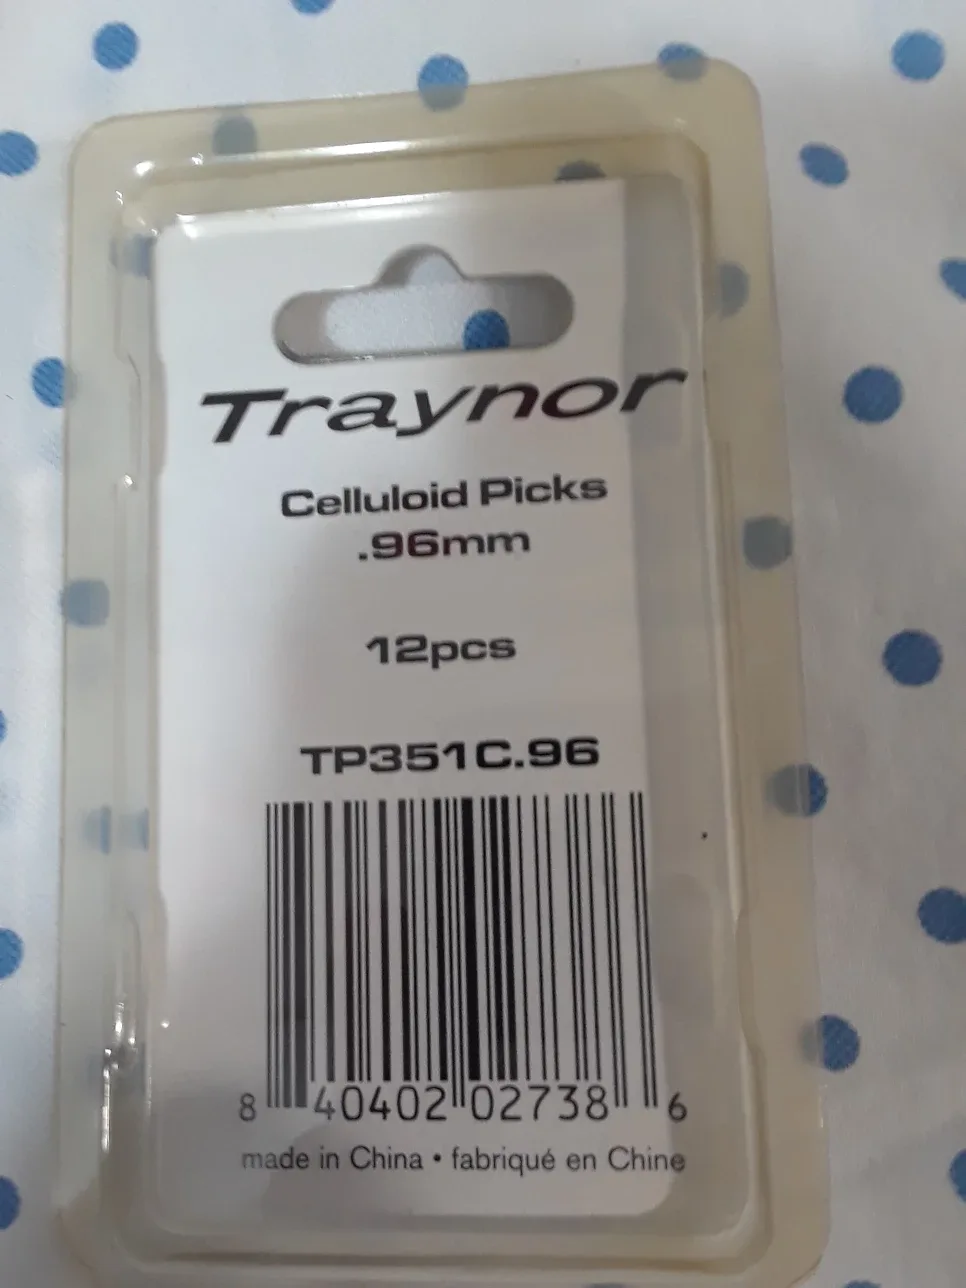 Traynor
Celluloid Picks
.96mm
12pcs
TP351C.96
8 40402 02738 6
made in China • fabriqué en Chine